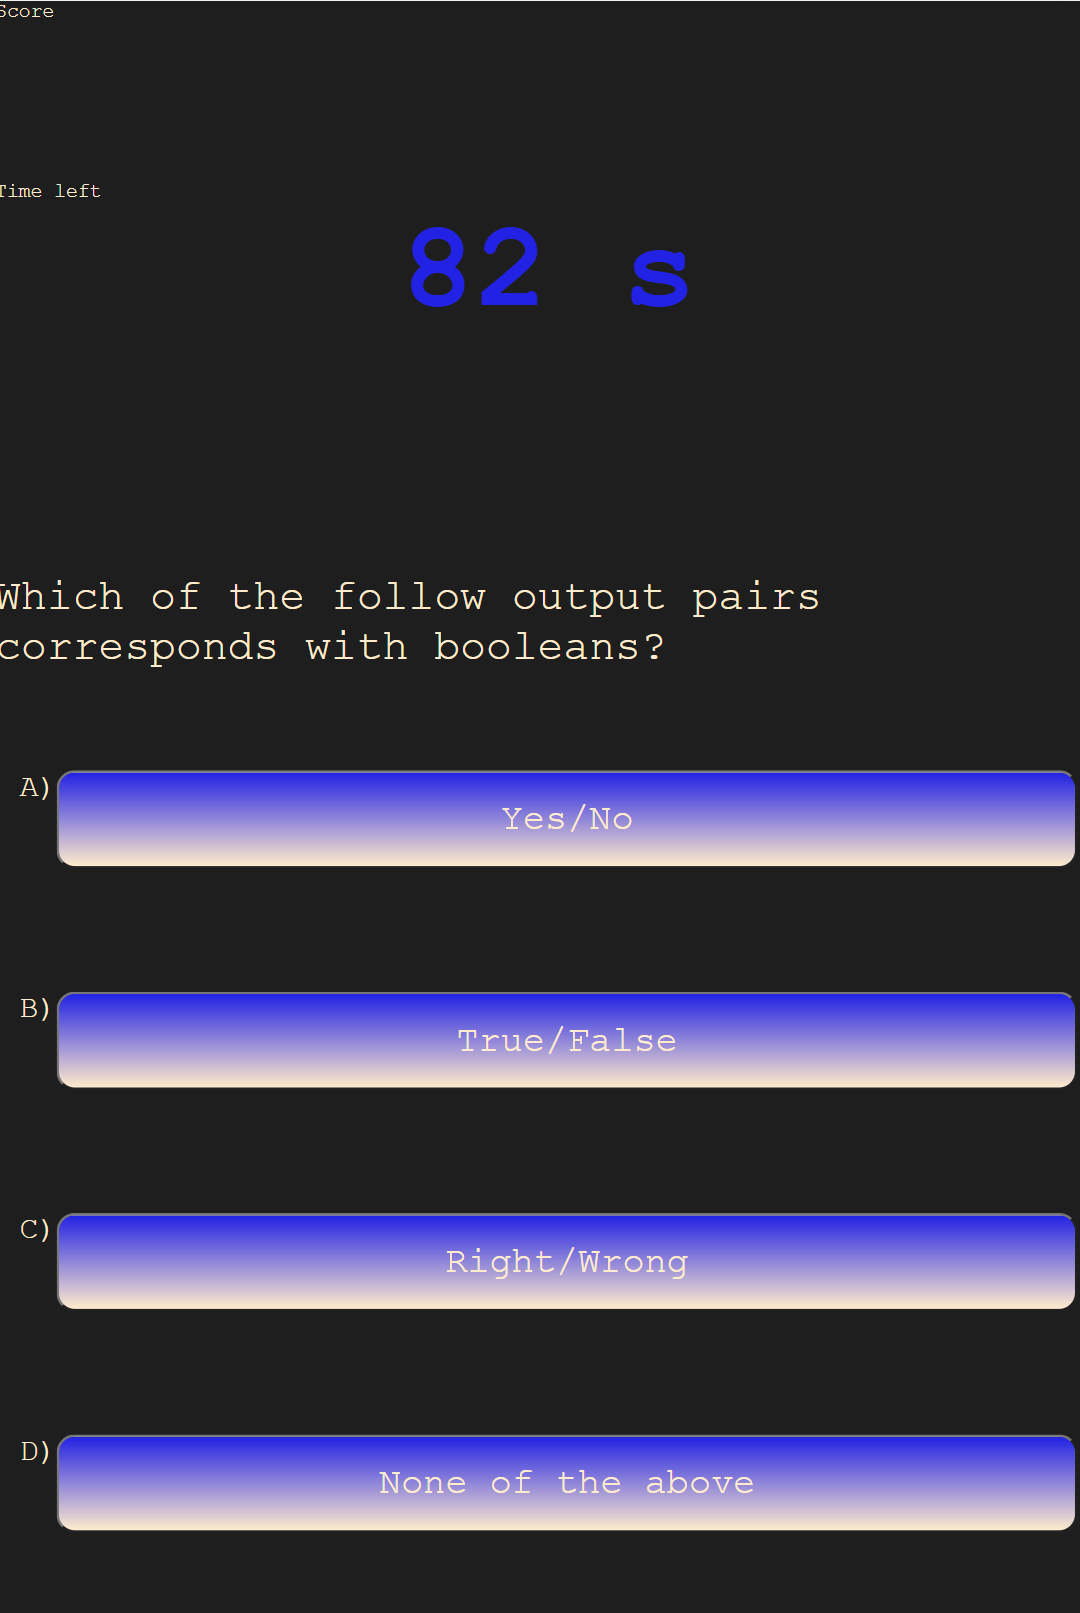 Score
Time left
82 s
Which of the follow output pairs
corresponds with booleans?
A)
Yes/No
B)
True/False
C)
Right/Wrong
D)
None of the above